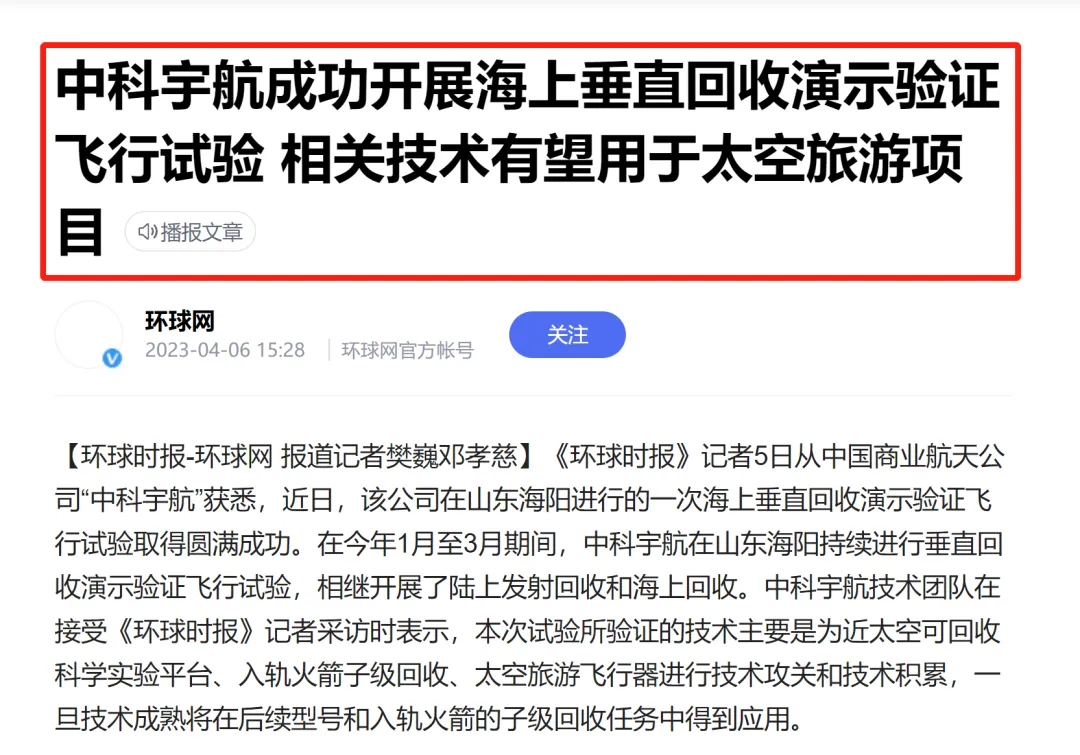 中科宇航成功开展海上垂直回收演示验证
飞行试验 相关技术有望用于太空旅游项
目 播报文章
环球网
2023-04-06 15:28 | 环球网官方帐号
关注
【环球时报-环球网 报道记者樊巍邓孝慈】《环球时报》记者5日从中国商业航天公
司“中科宇航”获悉，近日，该公司在山东海阳进行的一次海上垂直回收演示验证飞
行试验取得圆满成功。在今年1月至3月期间，中科宇航在山东海阳持续进行垂直回
收演示验证飞行试验，相继开展了陆上发射回收和海上回收。中科宇航技术团队在
接受《环球时报》记者采访时表示，本次试验所验证的技术主要是为近太空可回收
科学实验平台、入轨火箭子级回收、太空旅游飞行器进行技术攻关和技术积累，一
旦技术成熟将在后续型号和入轨火箭的子级回收任务中得到应用。